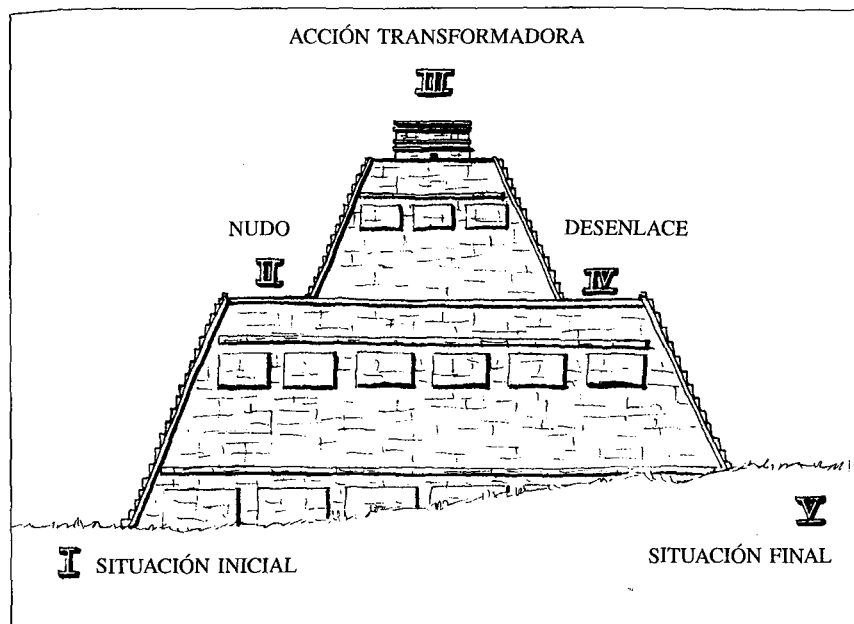 ACCIÓN TRANSFORMADORA
III
NUDO
DESENLACE
II
IV
V
I SITUACIÓN INICIAL
SITUACIÓN FINAL